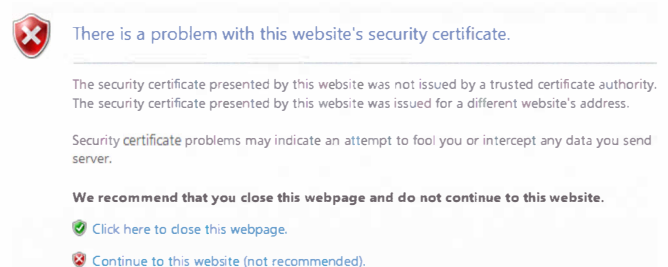 There is a problem with this website's security certificate.
The security certificate presented by this website was not issued by a trusted certificate authority.
The security certificate presented by this website was issued for a different website's address.
Security certificate problems may indicate an attempt to fool you or intercept any data you send
server.
We recommend that you close this webpage and do not continue to this website.
Click here to close this webpage.
Continue to this website (not recommended).